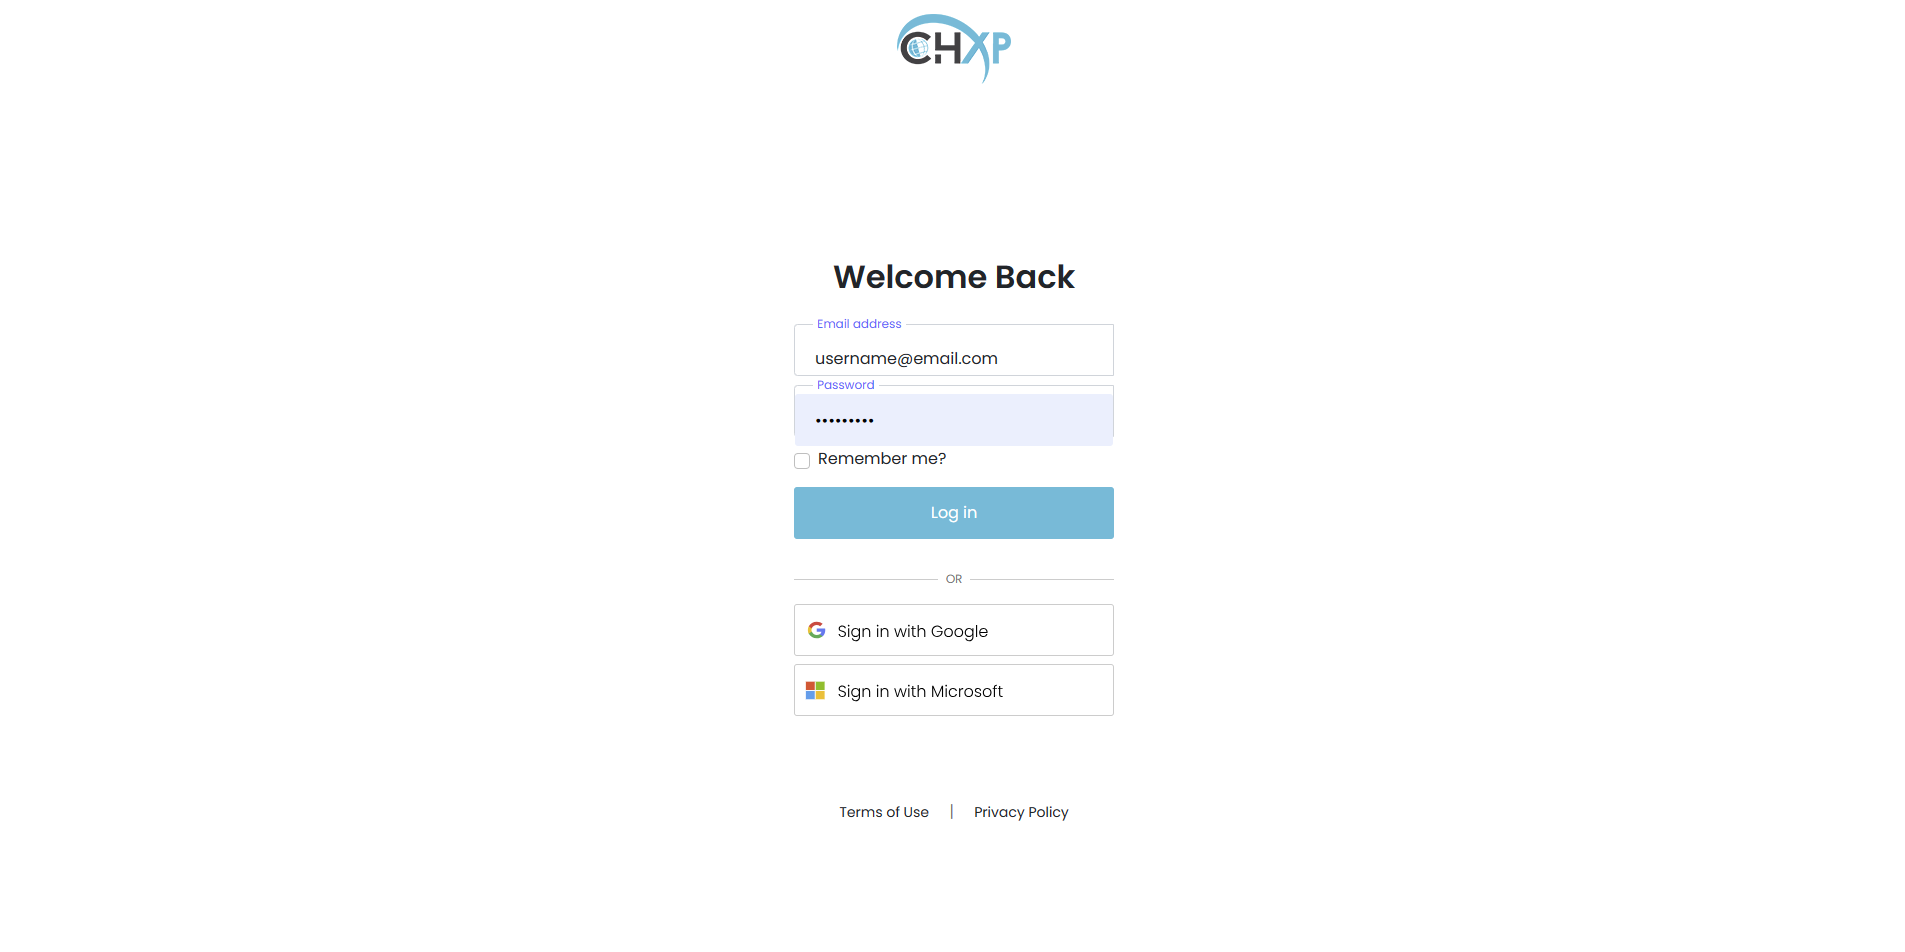 CHXP
Welcome Back
Email address
username@email.com
Password
•••••••••
Remember me?
Log in
OR
Sign in with Google
Sign in with Microsoft
Terms of Use | Privacy Policy